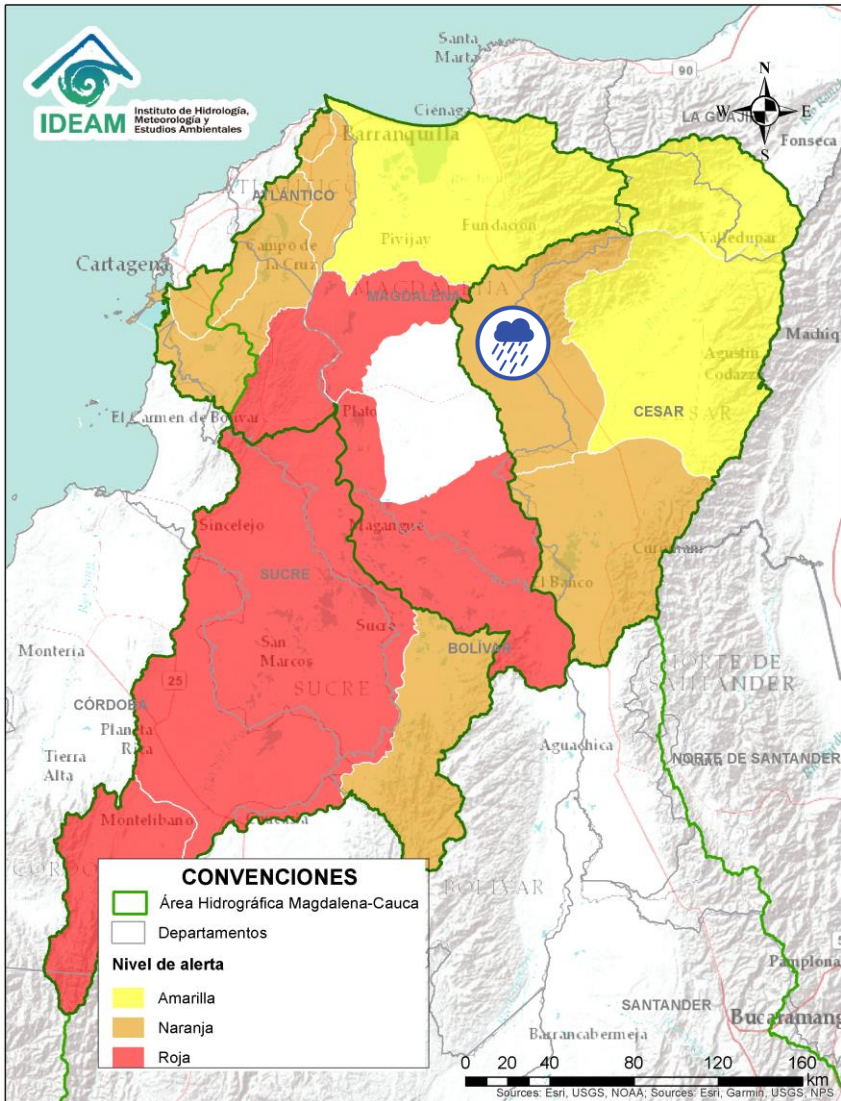 IDEAM
Instituto de Hidrología,
Meteorología y
Estudios Ambientales
Santa
Marta
90
N
W
E
S
Ciénaga
LA GUAJIRA
Fonseca
Barranquilla
ATLÁNTICO
Valledupar
Fundación
Pivijay
Campo de
la Cruz
Cartagena
MAGDALENA
Agustín
Codazzi
El Carmen de Bolívar
Plato
CESAR
Sincelejo
Magangue
SUCRE
El Banco
Sucre
San
Marcos
BOLÍVAR
Montería
25
SUCRE
NORTE DE
SANTANDER
CÓRDOBA
Planeta
Rica
Tierra
Alta
Aguachica
NORTE DE SANTANDER
Montelíbano
BOLÍVAR
CONVENCIONES
Área Hidrográfica Magdalena-Cauca
Departamentos
Nivel de alerta
Amarilla
Naranja
Roja
Pamplona
SANTANDER
Barrancabermeja
0 20 40 80 120 160
km
Sources: Esri, USGS, NOAA; Sources: Esri, Garmin, USGS, NPS